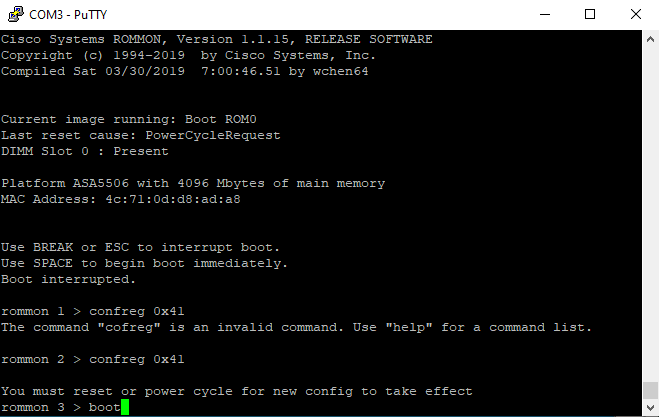 COM3 - PuTTY
Cisco Systems ROMMON, Version 1.1.15, RELEASE SOFTWARE
Copyright (c) 1994-2019  by Cisco Systems, Inc.
Compiled Sat 03/30/2019  7:00:46.51 by wchen64
Current image running: Boot ROM0
Last reset cause: PowerCycleRequest
DIMM Slot 0 : Present
Platform ASA5506 with 4096 Mbytes of main memory
MAC Address: 4c:71:0d:d8:ad:a8
Use BREAK or ESC to interrupt boot.
Use SPACE to begin boot immediately.
Boot interrupted.
rommon 1 > confreg 0x41
The command "cofreg" is an invalid command. Use "help" for a command list.
rommon 2 > confreg 0x41
You must reset or power cycle for new config to take effect
rommon 3 > boot